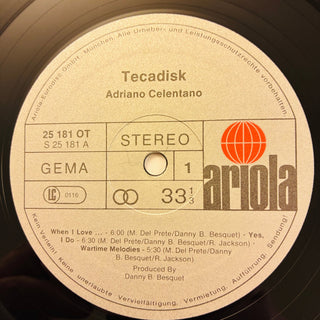 Ariola-Eurodisc GmbH, München. Alle Urheber- und Leistungsschutzrechte vorbehalten.
Tecadisk
Adriano Celentano
25 181 OT
S 25 181 A
STEREO
GEMA
1
LC 0116
33 1/3
ariola
When I Love ... - 6:00 (M. Del Prete/Danny B. Besquet) - Yes,
I Do - 6:30 (M. Del Prete/Danny B. Besquet/R. Jackson) -
Wartime Melodies - 5:30 (M. Del Prete/Danny
B. Besquet/R. Jackson)
Produced By
Danny B. Besquet
Kein Verleih! Keine unerlaubte Vervielfältigung, Vermietung, Aufführung, Sendung!